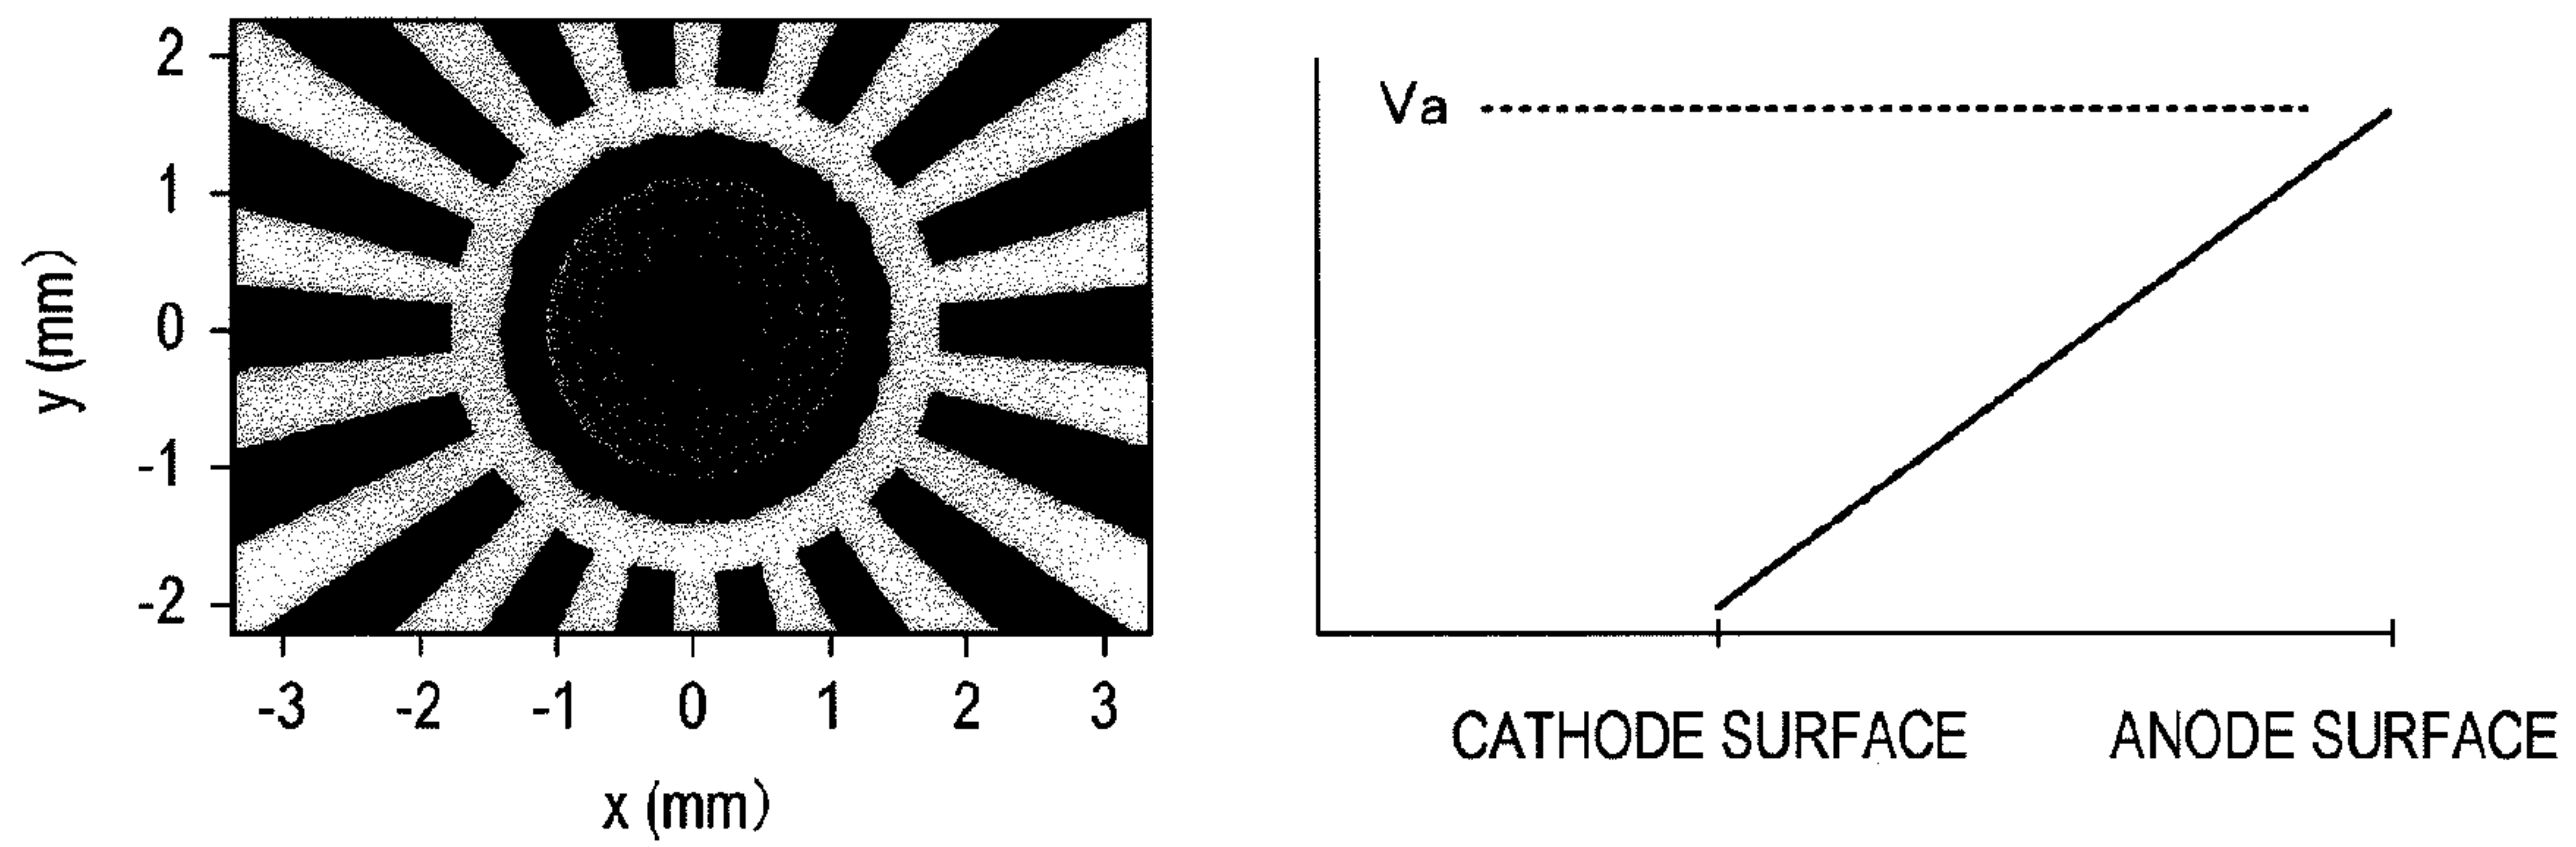 2
1
0
-1
-2
y (mm)
-3 -2 -1 0 1 2 3
x (mm)
Va
CATHODE SURFACE ANODE SURFACE